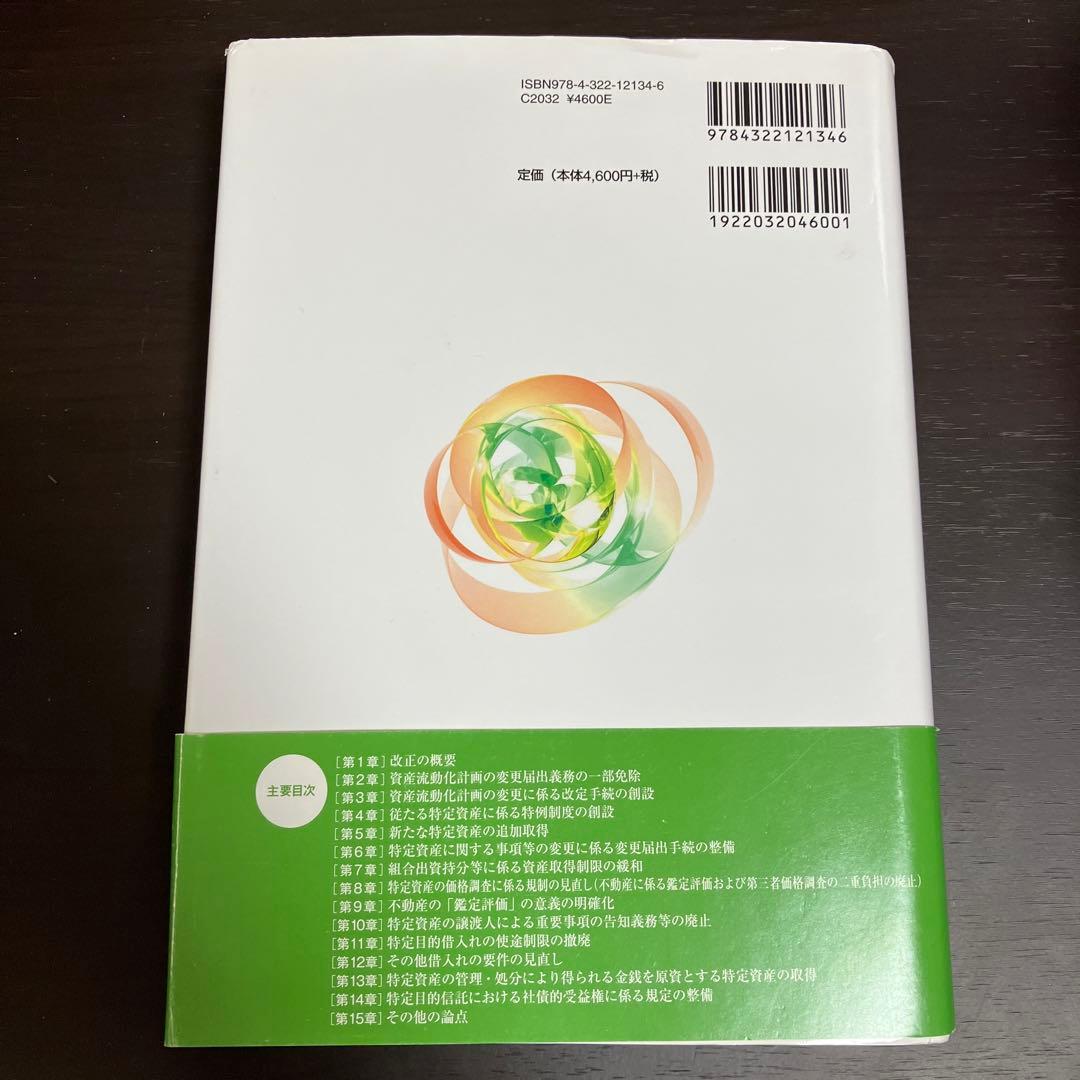 ISBN978-4-322-12134-6
C2032 ¥4600E
9784322121346
定価（本体4,600円+税）
1922032046001
主要目次
［第1章］改正の概要
［第2章］資産流動化計画の変更届出義務の一部免除
［第3章］資産流動化計画の変更に係る改定手続の創設
［第4章］従たる特定資産に係る特例制度の創設
［第5章］新たな特定資産の追加取得
［第6章］特定資産に関する事項等の変更に係る変更届出手続の整備
［第7章］組合出資持分等に係る資産取得制限の緩和
［第8章］特定資産の価格調査に係る規制の見直し（不動産に係る鑑定評価および第三者価格調査の二重負担の廃止）
［第9章］不動産の「鑑定評価」の意義の明確化
［第10章］特定資産の譲渡人による重要事項の告知義務等の廃止
［第11章］特定目的借入れの使途制限の撤廃
［第12章］その他借入れの要件の見直し
［第13章］特定資産の管理・処分により得られる金銭を原資とする特定資産の取得
［第14章］特定目的信託における社債的受益権に係る規定の整備
［第15章］その他の論点